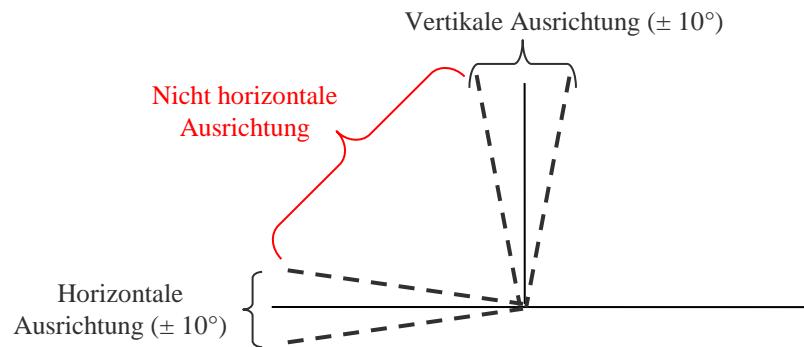 Vertikale Ausrichtung (± 10°)
Nicht horizontale
Ausrichtung
Horizontale
Ausrichtung (± 10°)